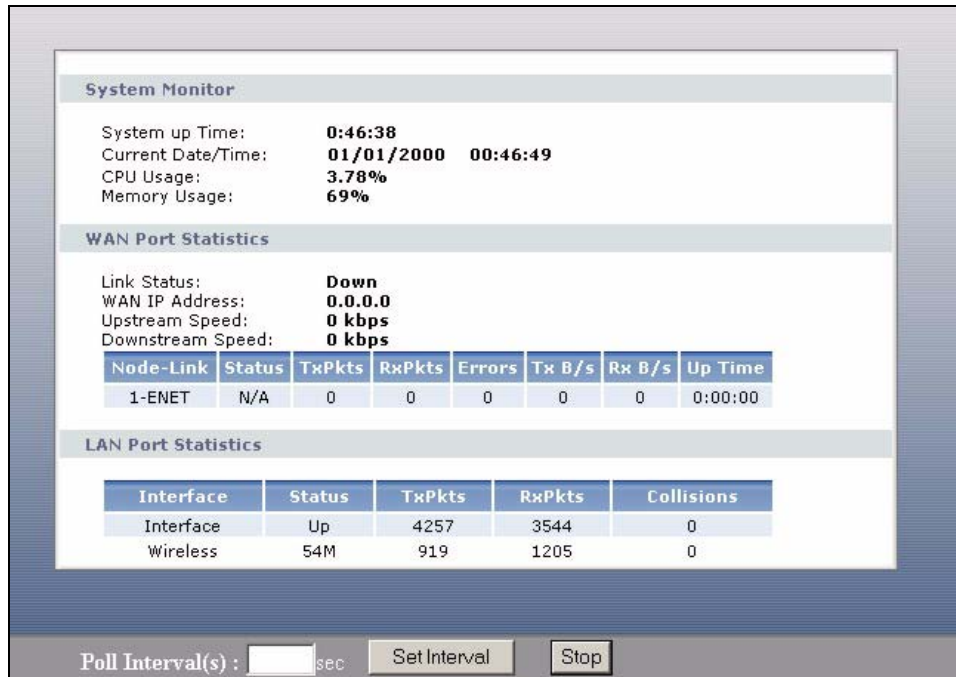 System Monitor
System up Time: 0:46:38
Current Date/Time: 01/01/2000 00:46:49
CPU Usage: 3.78%
Memory Usage: 69%
WAN Port Statistics
Link Status: Down
WAN IP Address: 0.0.0.0
Upstream Speed: 0 kbps
Downstream Speed: 0 kbps
Node-Link Status TxPkts RxPkts Errors Tx B/s Rx B/s Up Time
1-ENET N/A 0 0 0 0 0 0:00:00
LAN Port Statistics
Interface Status TxPkts RxPkts Collisions
Interface Up 4257 3544 0
Wireless 54M 919 1205 0
Poll Interval(s) : sec Set Interval Stop